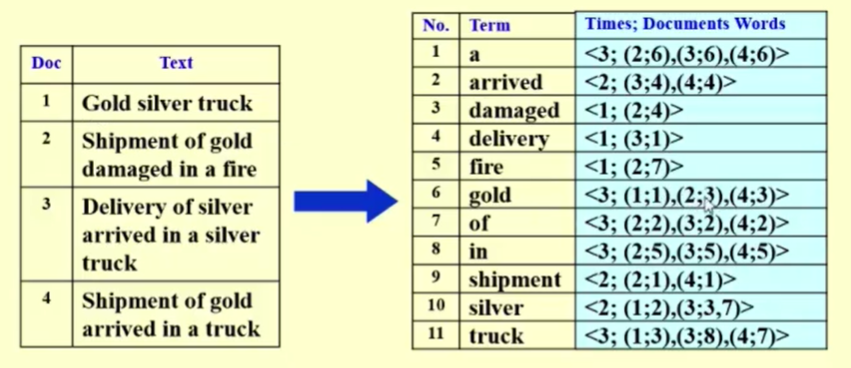 Doc Text
1 Gold silver truck
2 Shipment of gold
damaged in a fire
3 Delivery of silver
arrived in a silver
truck
4 Shipment of gold
arrived in a truck
No. Term Times; Documents Words
1 a <3; (2;6),(3;6),(4;6)>
2 arrived <2; (3;4),(4;4)>
3 damaged <1; (2;4)>
4 delivery <1; (3;1)>
5 fire <1; (2;7)>
6 gold <3; (1;1),(2;3),(4;3)>
7 of <3; (2;2),(3;2),(4;2)>
8 in <3; (2;5),(3;5),(4;5)>
9 shipment <2; (2;1),(4;1)>
10 silver <2; (1;2),(3;3,7)>
11 truck <3; (1;3),(3;8),(4;7)>